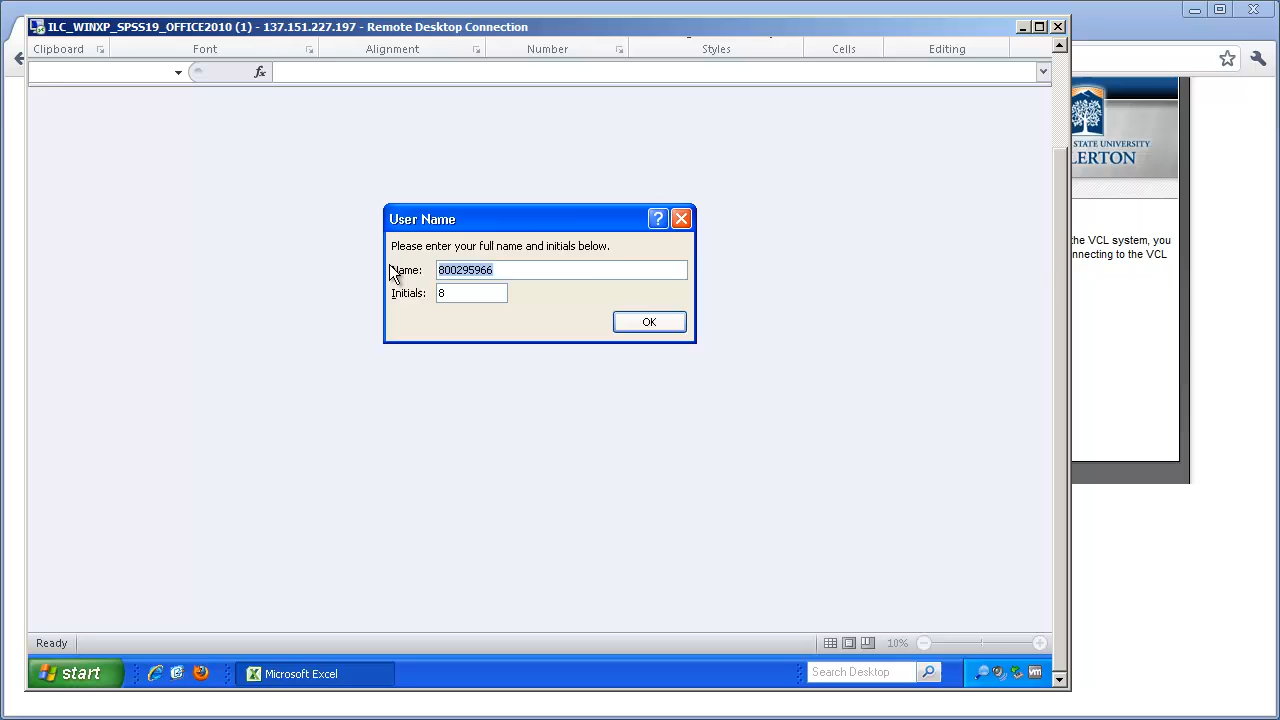 ILC_WINXP_SPSS19_OFFICE2010 (1) - 137.151.227.197 - Remote Desktop Connection
Clipboard Font Alignment Number Styles Cells Editing
fx
STATE UNIVERSITY
LERTON
User Name
Please enter your full name and initials below.
Name: 800295966
the VCL system, you
connecting to the VCL
Initials: 8
OK
Ready 10%
start Microsoft Excel Search Desktop